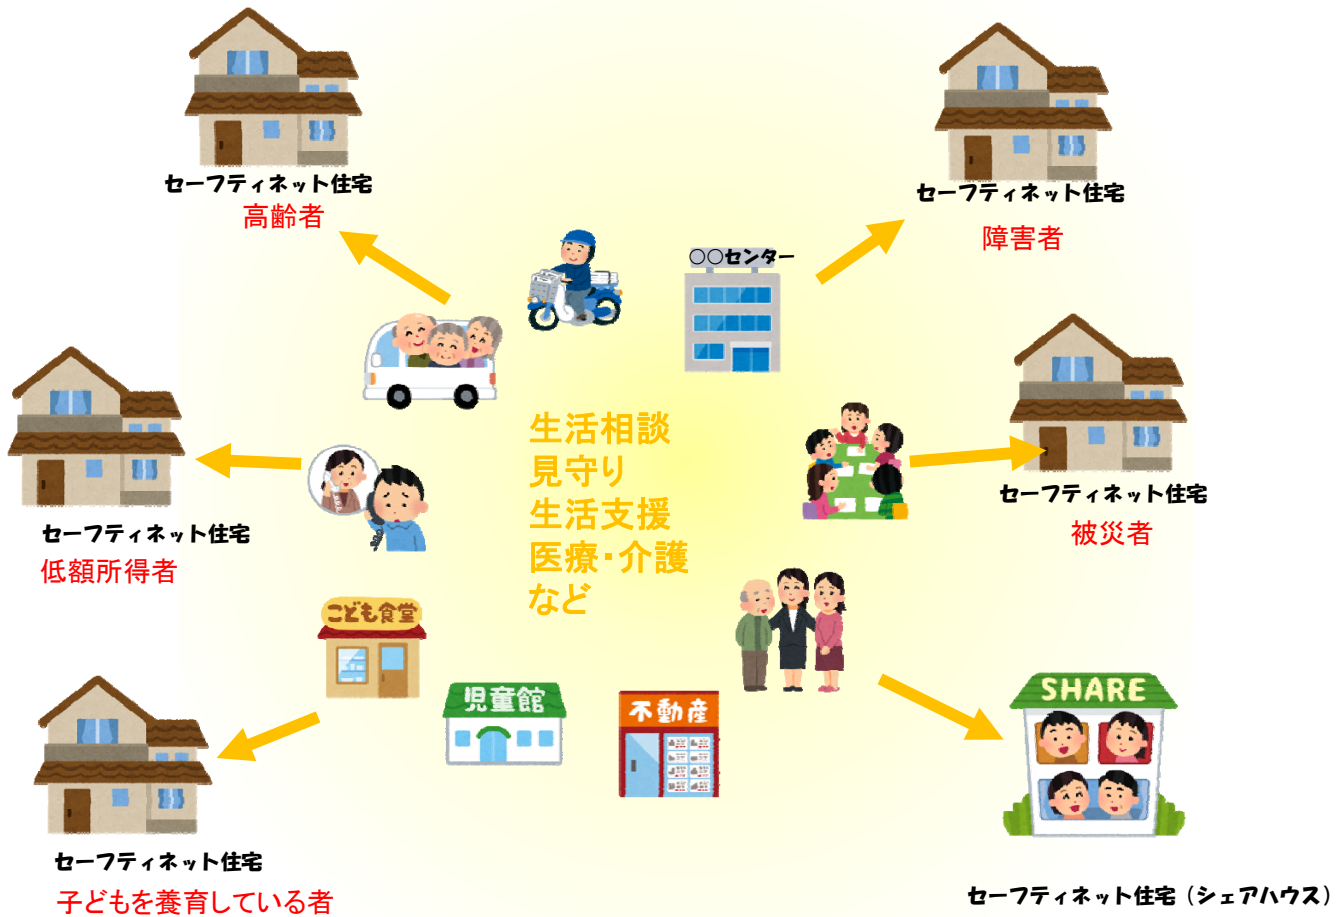 セーフティネット住宅
高齢者
セーフティネット住宅
障害者
○○センター
生活相談
見守り
生活支援
医療・介護
など
セーフティネット住宅
低額所得者
セーフティネット住宅
被災者
こども食堂
児童館
不動産
SHARE
セーフティネット住宅
子どもを養育している者
セーフティネット住宅(シェアハウス)